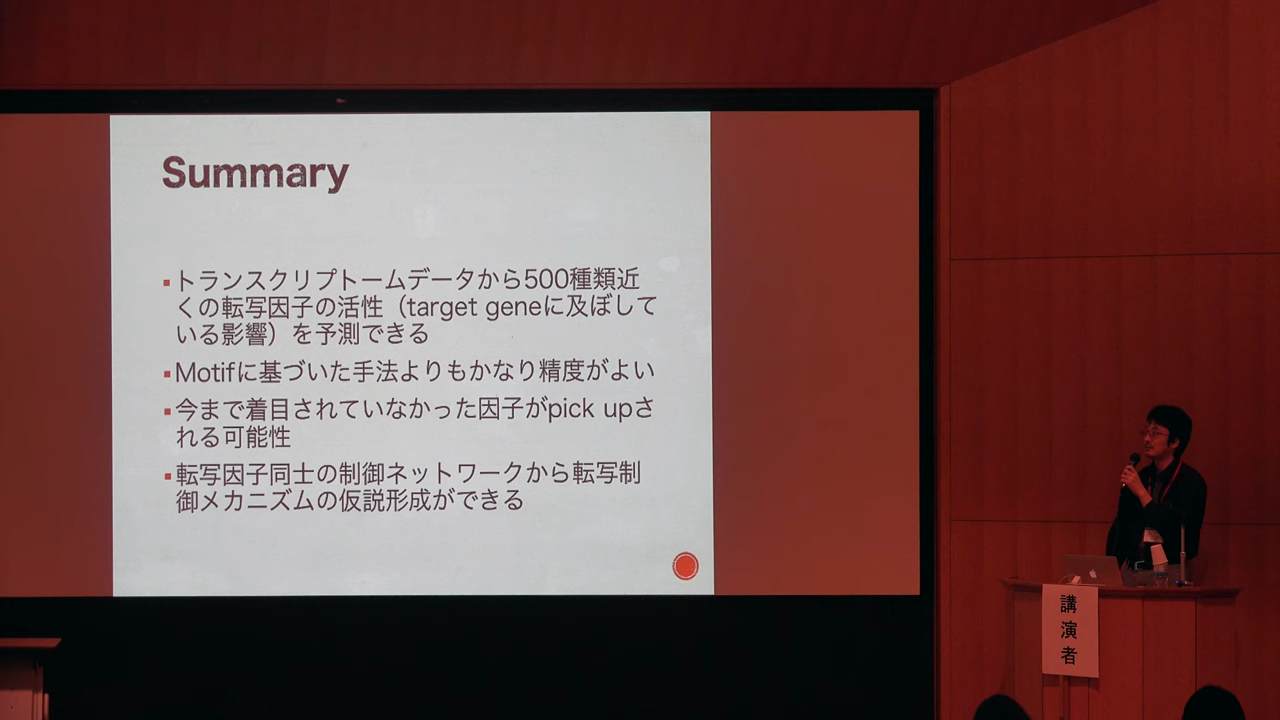 Summary
▪トランスクリプトームデータから500種類近
くの転写因子の活性（target geneに及ぼして
いる影響）を予測できる
▪Motifに基づいた手法よりもかなり精度がよい
▪今まで着目されていなかった因子がpick upさ
れる可能性
▪転写因子同士の制御ネットワークから転写制
御メカニズムの仮説形成ができる
講演者